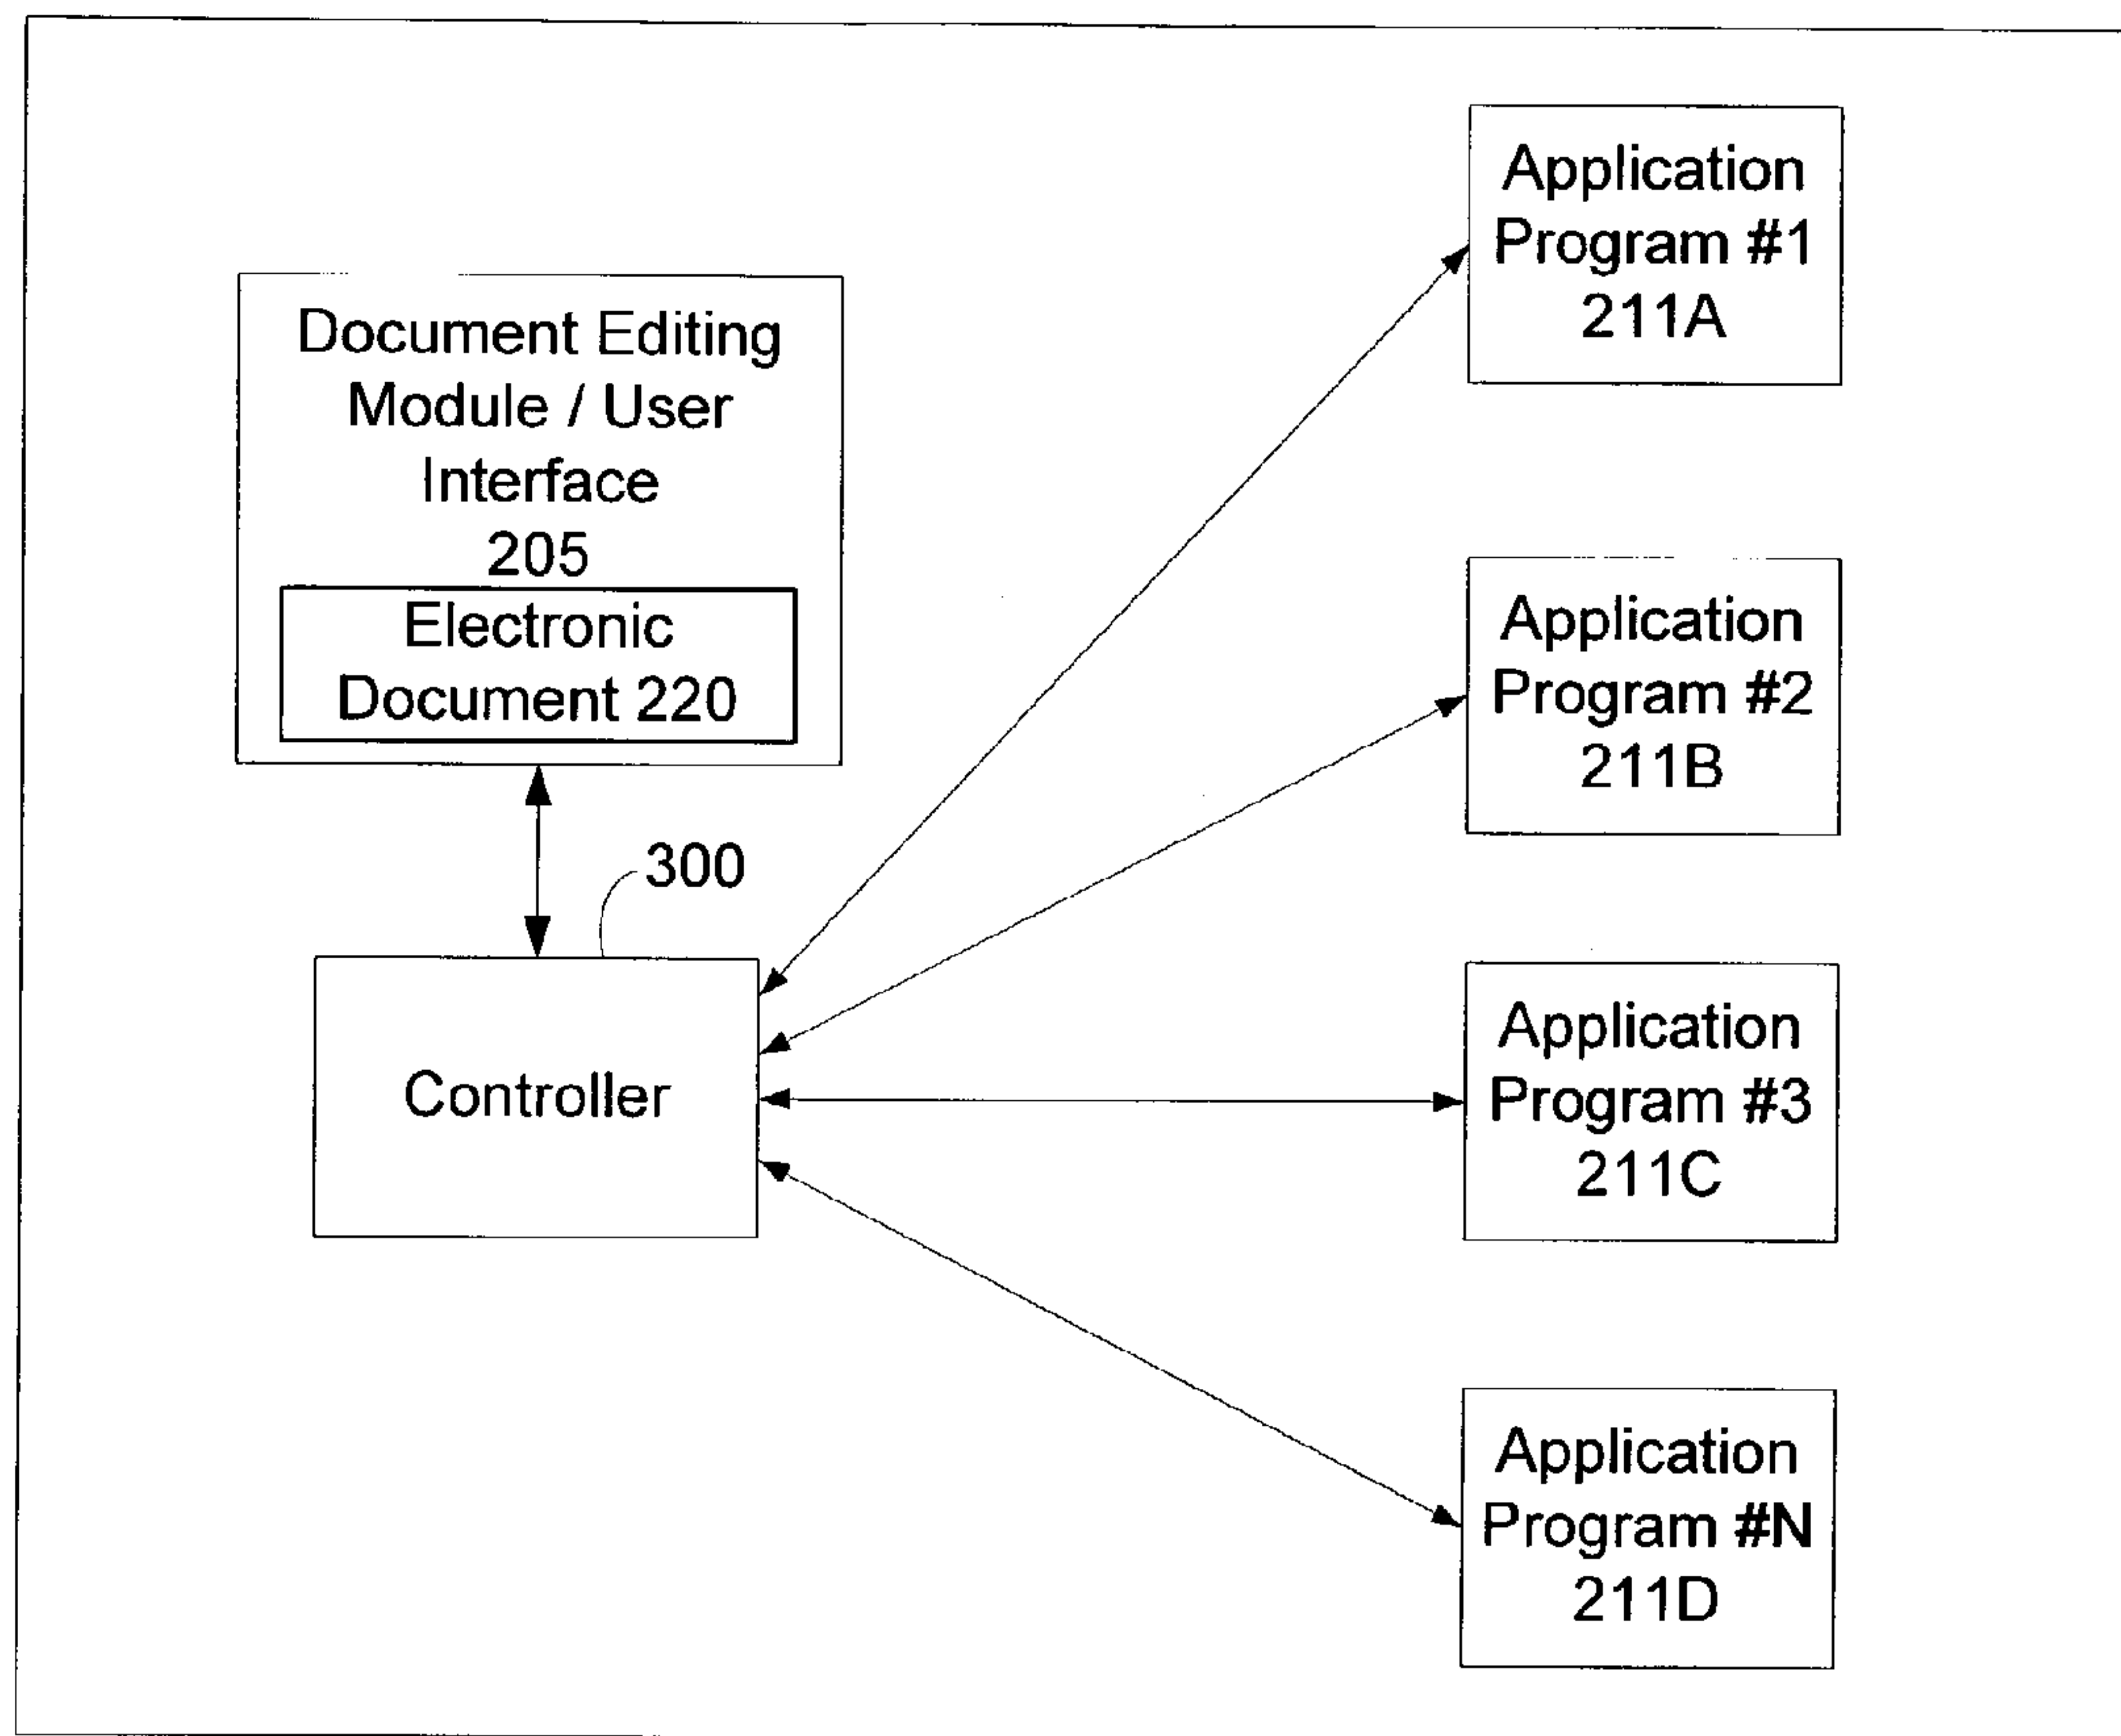 Document Editing
Module / User
Interface
205
Electronic
Document 220
300
Controller
Application
Program #1
211A
Application
Program #2
211B
Application
Program #3
211C
Application
Program #N
211D